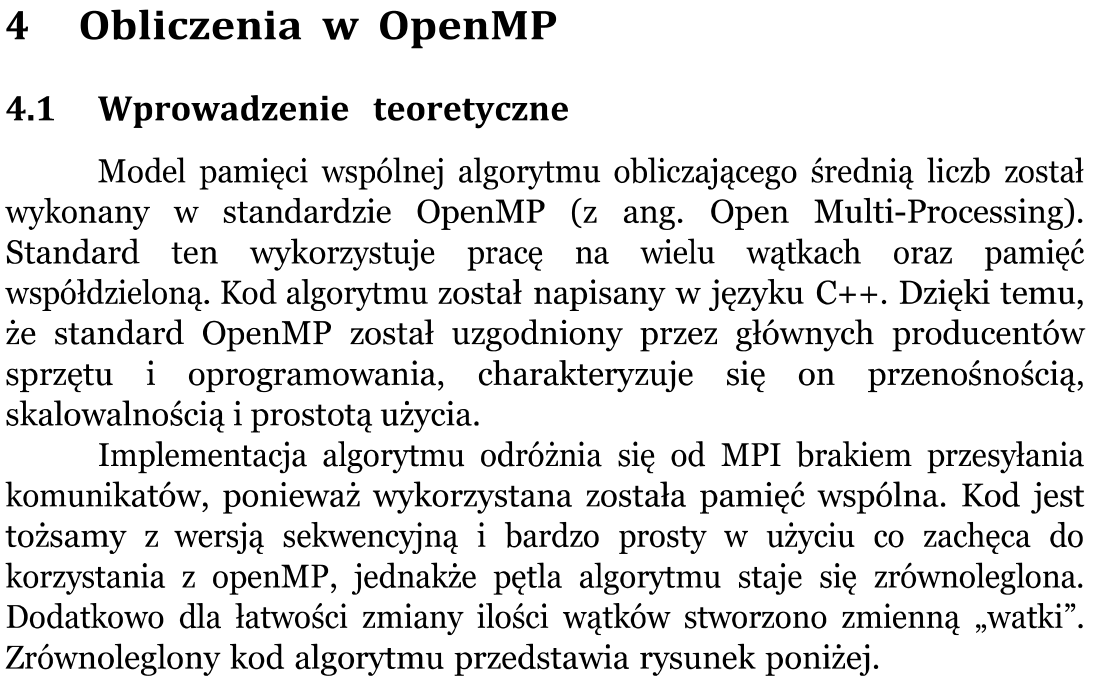 4 Obliczenia w OpenMP
4.1 Wprowadzenie teoretyczne
Model pamięci wspólnej algorytmu obliczającego średnią liczb został
wykonany w standardzie OpenMP (z ang. Open Multi-Processing).
Standard ten wykorzystuje pracę na wielu wątkach oraz pamięć
współdzieloną. Kod algorytmu został napisany w języku C++. Dzięki temu,
że standard OpenMP został uzgodniony przez głównych producentów
sprzętu i oprogramowania, charakteryzuje się on przenośnością,
skalowalnością i prostotą użycia.
Implementacja algorytmu odróżnia się od MPI brakiem przesyłania
komunikatów, ponieważ wykorzystana została pamięć wspólna. Kod jest
tożsamy z wersją sekwencyjną i bardzo prosty w użyciu co zachęca do
korzystania z openMP, jednakże pętla algorytmu staje się zrównoleglona.
Dodatkowo dla łatwości zmiany ilości wątków stworzono zmienną „watki”.
Zrównoleglony kod algorytmu przedstawia rysunek poniżej.